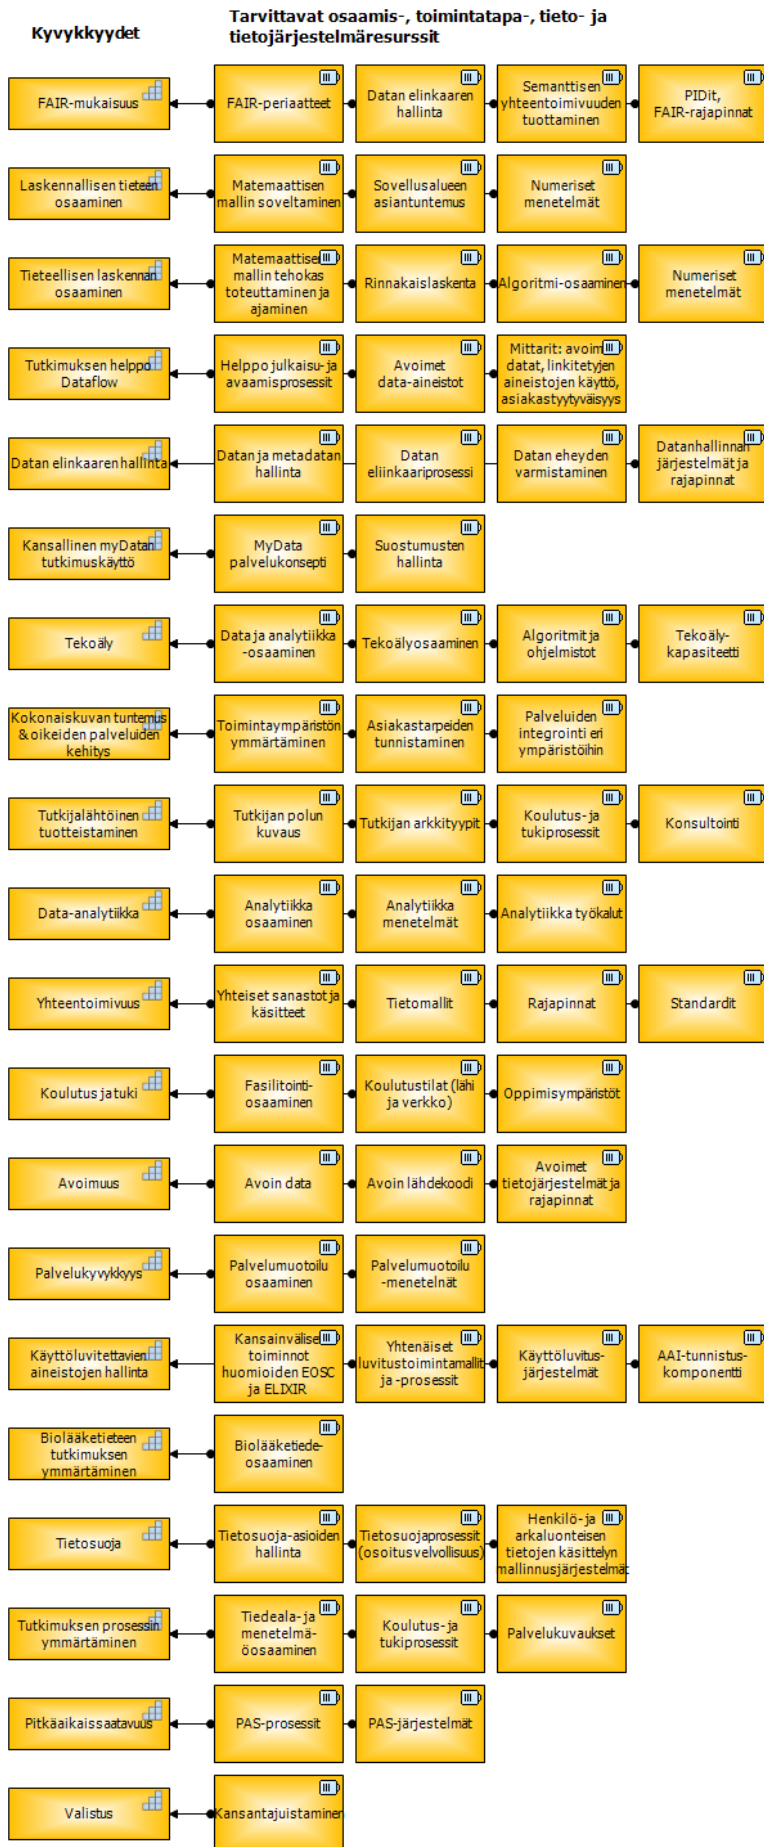 Kyvykkyydet
Tarvittavat osaamis-, toimintatapa-, tieto- ja
tietojärjestelmäresurssit
FAIR-mukaisuus
FAIR-periaatteet
Datan elinkaaren
hallinta
Semanttisen
yhteentoimivuuden
tuottaminen
PIDit,
FAIR-rajapinnat
Laskennallisen tieteen
osaaminen
Matemaattisen
mallin soveltaminen
Sovellusalueen
asiantuntemus
Numeriset
menetelmät
Tieteellisen laskennan
osaaminen
Matemaattisen
mallin tehokas
toteuttaminen ja
ajaminen
Rinnakaislaskenta
Algoritmi-osaaminen
Numeriset
menetelmät
Tutkimuksen helppo
Dataflow
Helppo julkaisu- ja
avaamisprosessit
Avoimet
data-aineistot
Mittarit: avoimet
datat, linkitetyjen
aineistojen käyttö,
asiakastyytyväisyys
Datan elinkaaren hallinta
Datan ja metadatan
hallinta
Datan
eliinkaariprosessi
Datan eheyden
varmistaminen
Datanhallinnan
järjestelmät ja
rajapinnat
Kansallinen myDatan
tutkimuskäyttö
MyData
palvelukonsepti
Suostumusten
hallinta
Tekoäly
Data ja analytiikka
-osaaminen
Tekoälyosaaminen
Algoritmit ja
ohjelmistot
Tekoäly-
kapasiteetti
Kokonaiskuvan tuntemus
& oikeiden palveluiden
kehitys
Toimintaympäristön
ymmärtäminen
Asiakastarpeiden
tunnistaminen
Palveluiden
integrointi eri
ympäristöihin
Tutkijalähtöinen
tuotteistaminen
Tutkijan polun
kuvaus
Tutkijan arkkityypit
Koulutus- ja
tukiprosessit
Konsultointi
Data-analytiikka
Analytiikka
osaaminen
Analytiikka
menetelmät
Analytiikka työkalut
Yhteentoimivuus
Yhteiset sanastot ja
käsitteet
Tietomallit
Rajapinnat
Standardit
Koulutus ja tuki
Fasilitointi-
osaaminen
Koulutustilat (lähi
ja verkko)
Oppimisympäristöt
Avoimuus
Avoin data
Avoin lähdekoodi
Avoimet
tietojärjestelmät ja
rajapinnat
Palvelukyvykkyys
Palvelumuotoilu
osaaminen
Palvelumuotoilu
-menetelnät
Käyttöluvitettavien
aineistojen hallinta
Kansainväliset
toiminnot
huomioiden EOSC
ja ELIXIR
Yhtenäiset
luvitustoimintamallit
ja -prosessit
Käyttöluvitus-
järjestelmät
AAI-tunnistus-
komponentti
Biolääketieteen
tutkimuksen
ymmärtäminen
Biolääketiede-
osaaminen
Tietosuoja
Tietosuoja-asioiden
hallinta
Tietosuojaprosessit
(osoitusvelvollisuus)
Henkilö- ja
arkaluonteisen
tietojen käsittelyn
mallinnusjärjestelmät
Tutkimuksen prosessin
ymmärtäminen
Tiedeala- ja
menetelmä-
öosaaminen
Koulutus- ja
tukiprosessit
Palvelukuvaukset
Pitkäaikaissaatavuus
PAS-prosessit
PAS-järjestelmät
Valistus
Kansantajuistaminen